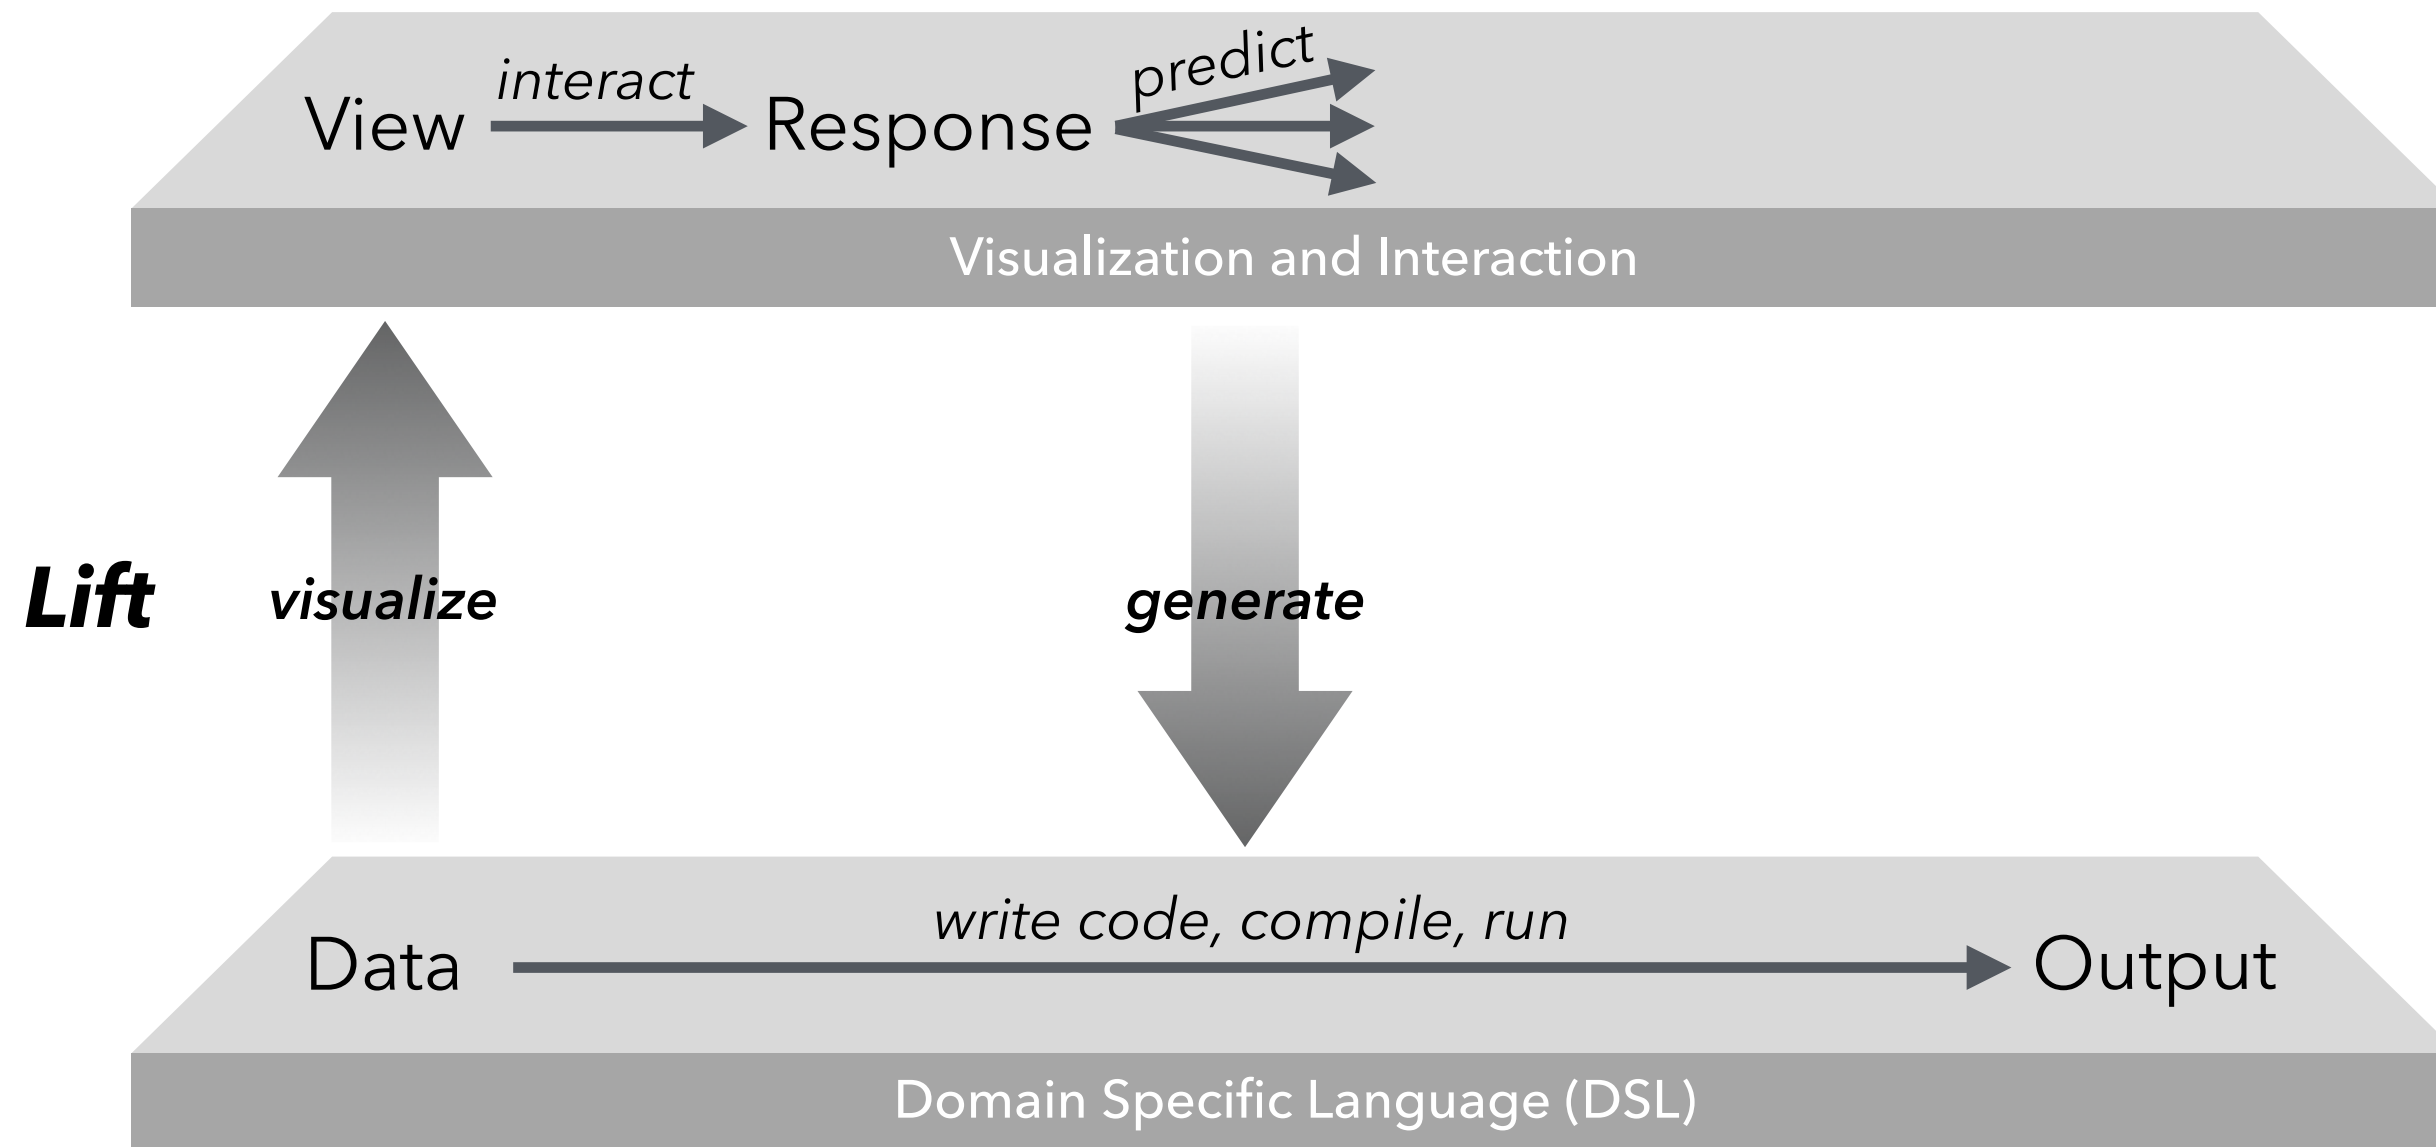 interact
predict
View
Response
Visualization and Interaction
Lift
visualize
generate
write code, compile, run
Data
Output
Domain Specific Language (DSL)